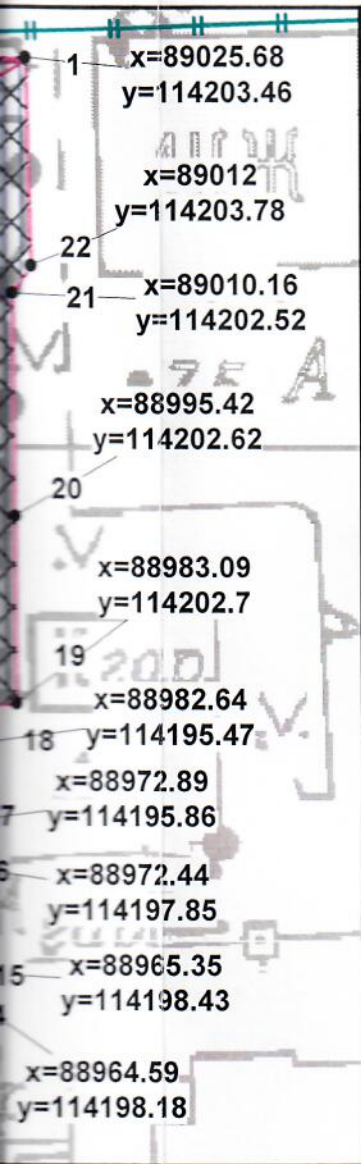 1 x=89025.68
y=114203.46
x=89012
y=114203.78
22
21 x=89010.16
y=114202.52
x=88995.42
y=114202.62
20
x=88983.09
y=114202.7
19
x=88982.64
18 y=114195.47
x=88972.89
7 y=114195.86
x=88972.44
y=114197.85
15 x=88965.35
y=114198.43
x=88964.59
y=114198.18